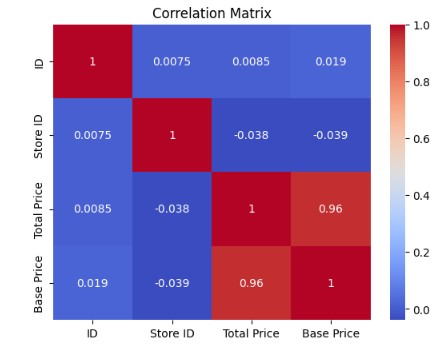 Correlation Matrix
ID 1 0.0075 0.0085 0.019
Store ID 0.0075 1 -0.038 -0.039
Total Price 0.0085 -0.038 1 0.96
Base Price 0.019 -0.039 0.96 1
ID Store ID Total Price Base Price
1.0
0.8
0.6
0.4
0.2
0.0